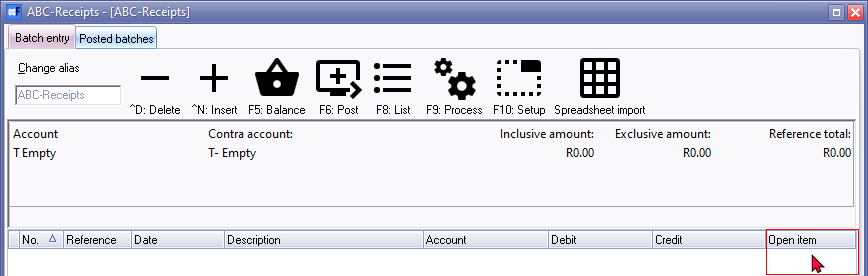 ABC-Receipts - [ABC-Receipts]
Batch entry Posted batches
Change alias
ABC-Receipts
^D: Delete ^N: Insert F5: Balance F6: Post F8: List F9: Process F10: Setup Spreadsheet import
Account Contra account: Inclusive amount: Exclusive amount: Reference total:
T Empty T- Empty R0.00 R0.00 R0.00
No. Reference Date Description Account Debit Credit Open item